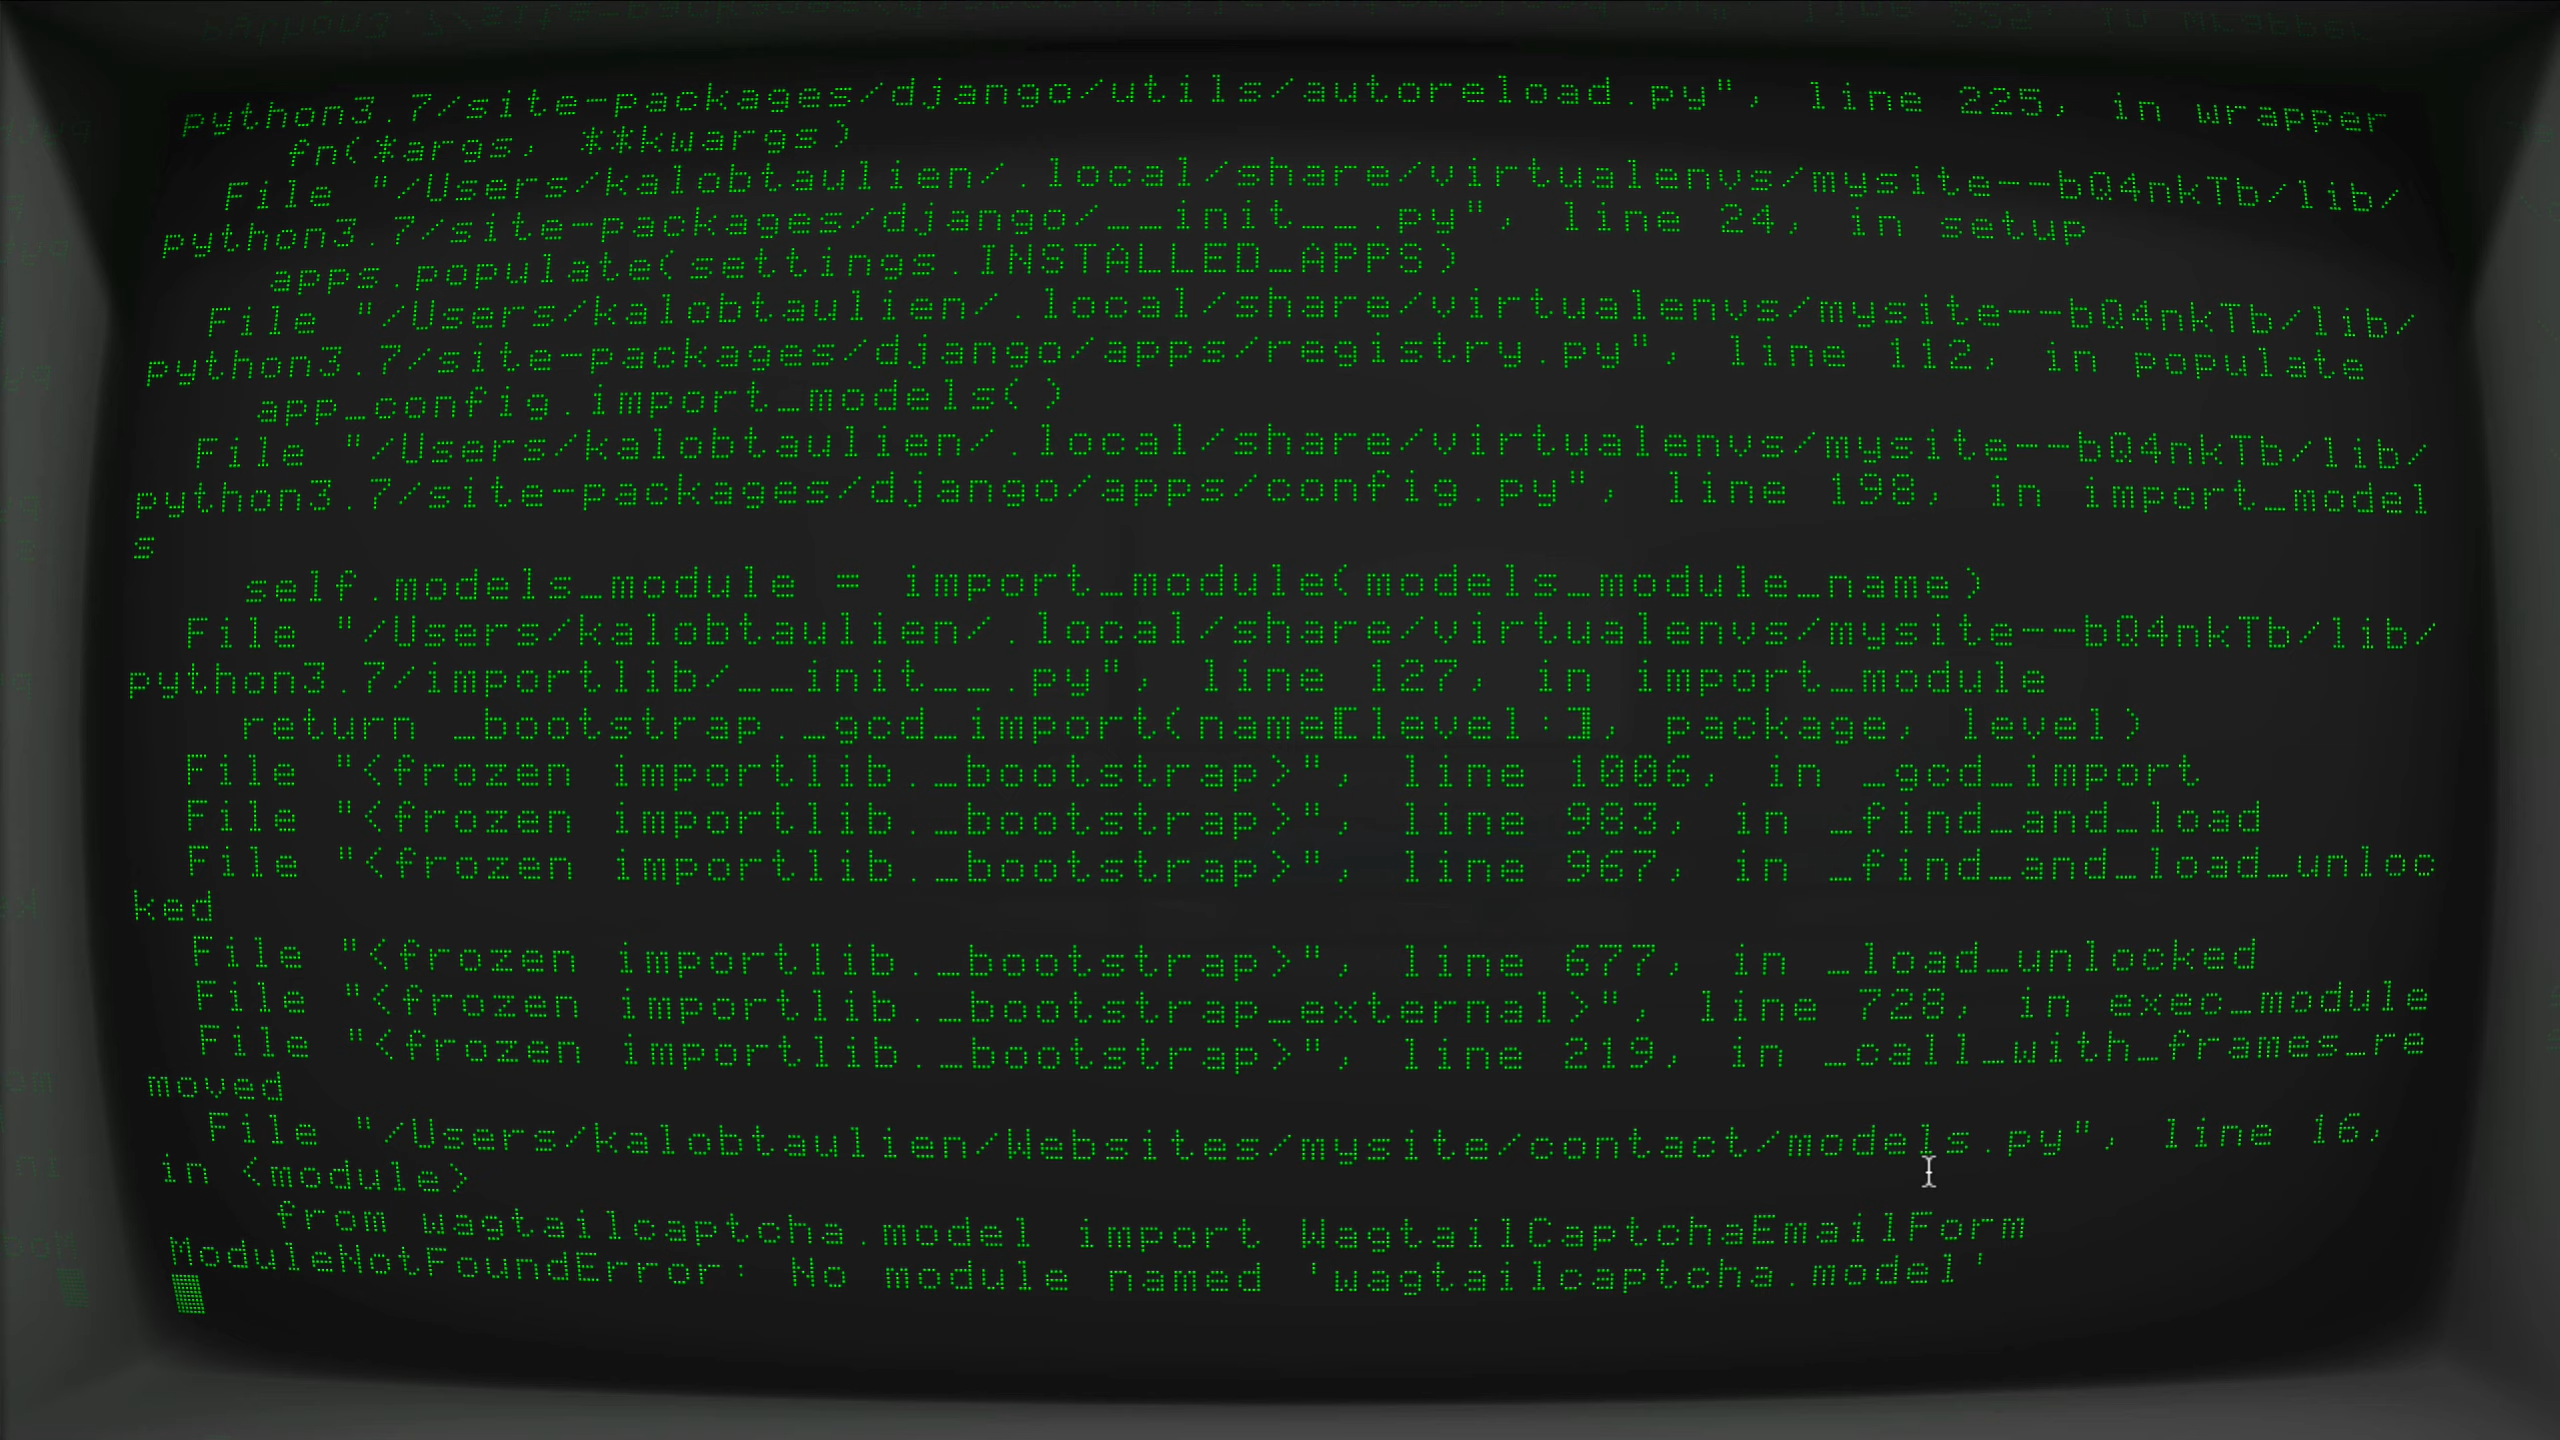 python3.7/site-packages/django/utils/autoreload.py", line 225, in wrapper
    fn(*args, **kwargs)
  File "/Users/kalobtaulien/.local/share/virtualenvs/mysite--bQ4nkTb/lib/
python3.7/site-packages/django/__init__.py", line 24, in setup
    apps.populate(settings.INSTALLED_APPS)
  File "/Users/kalobtaulien/.local/share/virtualenvs/mysite--bQ4nkTb/lib/
python3.7/site-packages/django/apps/registry.py", line 112, in populate
    app_config.import_models()
  File "/Users/kalobtaulien/.local/share/virtualenvs/mysite--bQ4nkTb/lib/
python3.7/site-packages/django/apps/config.py", line 198, in import_model
s
    self.models_module = import_module(models_module_name)
  File "/Users/kalobtaulien/.local/share/virtualenvs/mysite--bQ4nkTb/lib/
python3.7/importlib/__init__.py", line 127, in import_module
    return _bootstrap._gcd_import(name[level:], package, level)
  File "<frozen importlib._bootstrap>", line 1006, in _gcd_import
  File "<frozen importlib._bootstrap>", line 983, in _find_and_load
  File "<frozen importlib._bootstrap>", line 967, in _find_and_load_unloc
ked
  File "<frozen importlib._bootstrap>", line 677, in _load_unlocked
  File "<frozen importlib._bootstrap_external>", line 728, in exec_module
  File "<frozen importlib._bootstrap>", line 219, in _call_with_frames_re
moved
  File "/Users/kalobtaulien/Websites/mysite/contact/models.py", line 16,
in <module>
    from wagtailcaptcha.model import WagtailCaptchaEmailForm
ModuleNotFoundError: No module named 'wagtailcaptcha.model'